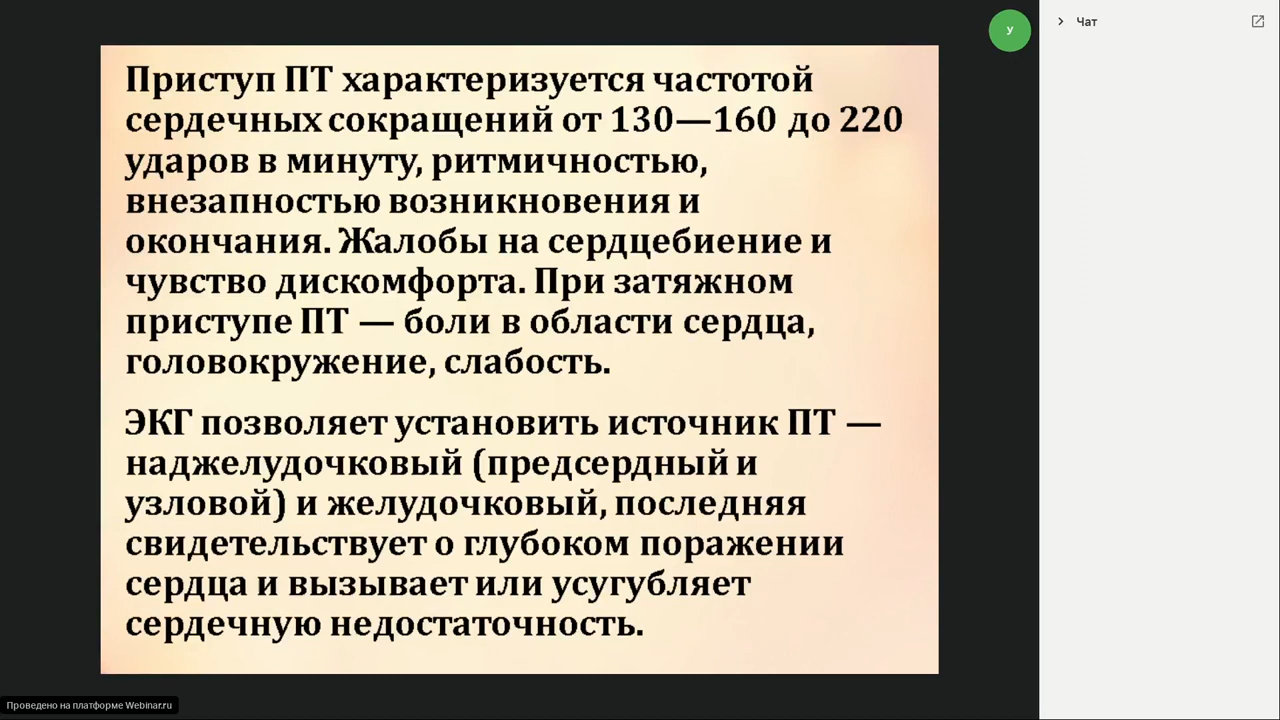 У
Чат
Приступ ПТ характеризуется частотой
сердечных сокращений от 130—160 до 220
ударов в минуту, ритмичностью,
внезапностью возникновения и
окончания. Жалобы на сердцебиение и
чувство дискомфорта. При затяжном
приступе ПТ — боли в области сердца,
головокружение, слабость.
ЭКГ позволяет установить источник ПТ —
наджелудочковый (предсердный и
узловой) и желудочковый, последняя
свидетельствует о глубоком поражении
сердца и вызывает или усугубляет
сердечную недостаточность.
Проведено на платформе Webinar.ru